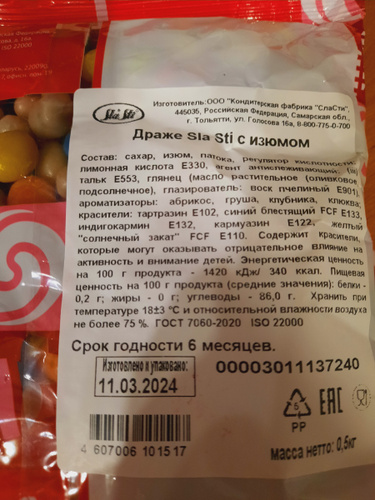 ISO 22000
Sla Sti
Изготовитель:ООО "Кондитерская фабрика "СлаСти",
445035, Российская Федерация, Самарская обл.,
г. Тольятти, ул. Голосова 16а, 8-800-775-0-700
Драже Sla Sti с изюмом
Состав: сахар, изюм, патока, регулятор кислотности
лимонная кислота Е330, агент антислеживающий: (iii)
тальк Е553, глянец (масло растительное (оливковое,
подсолнечное), глазирователь: воск пчелиный Е901),
ароматизаторы: абрикос, груша, клубника, клюква;
красители: тартразин Е102, синий блестящий FCF Е133,
индигокармин Е132, кармуазин Е122, желтый
"солнечный закат" FCF Е110. Содержит красители,
которые могут оказывать отрицательное влияние на
активность и внимание детей. Энергетическая ценность
на 100 г продукта - 1420 кДж/ 340 ккал. Пищевая
ценность на 100 г продукта (средние значения): белки -
0,2 г; жиры - 0 г; углеводы - 86,0 г. Хранить при
температуре 18±3 °С и относительной влажности воздуха
не более 75 %. ГОСТ 7060-2020 ISO 22000
Срок годности 6 месяцев.
Изготовлено и упаковано:
11.03.2024
00003011137240
4 607006 101517
5
PP
EAC
масса нетто: 0,5кг